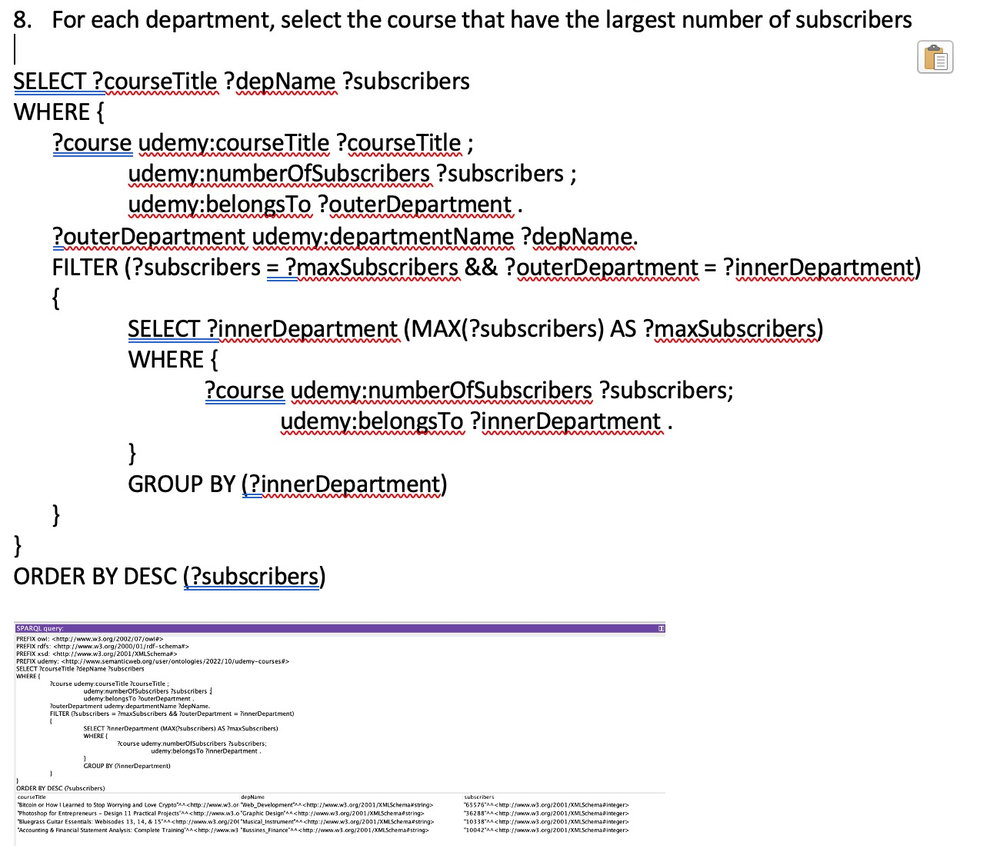 8. For each department, select the course that have the largest number of subscribers
SELECT ?courseTitle ?depName ?subscribers
WHERE {
?course udemy:courseTitle ?courseTitle ;
udemy:numberOfSubscribers ?subscribers ;
udemy:belongsTo ?outerDepartment .
?outerDepartment udemy:departmentName ?depName.
FILTER (?subscribers = ?maxSubscribers && ?outerDepartment = ?innerDepartment)
{
SELECT ?innerDepartment (MAX(?subscribers) AS ?maxSubscribers)
WHERE {
?course udemy:numberOfSubscribers ?subscribers;
udemy:belongsTo ?innerDepartment .
}
GROUP BY (?innerDepartment)
}
}
ORDER BY DESC (?subscribers)
SPARQL query:
PREFIX owl: <http://www.w3.org/2002/07/owl#>
PREFIX rdfs: <http://www.w3.org/2000/01/rdf-schema#>
PREFIX xsd: <http://www.w3.org/2001/XMLSchema#>
PREFIX udemy: <http://www.semanticweb.org/user/ontologies/2022/10/udemy-courses#>
SELECT ?courseTitle ?depName ?subscribers
WHERE {
?course udemy:courseTitle ?courseTitle ;
udemy:numberOfSubscribers ?subscribers ;
udemy:belongsTo ?outerDepartment .
?outerDepartment udemy:departmentName ?depName.
FILTER (?subscribers = ?maxSubscribers && ?outerDepartment = ?innerDepartment)
{
SELECT ?innerDepartment (MAX(?subscribers) AS ?maxSubscribers)
WHERE {
?course udemy:numberOfSubscribers ?subscribers;
udemy:belongsTo ?innerDepartment .
}
GROUP BY (?innerDepartment)
}
}
ORDER BY DESC (?subscribers)
courseTitle depName subscribers
"Bitcoin or How I Learned to Stop Worrying and Love Crypto"^^<http://www.w3.or "Web_Development"^^<http://www.w3.org/2001/XMLSchema#string> "65576"^^<http://www.w3.org/2001/XMLSchema#integer>
"Photoshop for Entrepreneurs - Design 11 Practical Projects"^^<http://www.w3.o "Graphic Design"^^<http://www.w3.org/2001/XMLSchema#string> "36288"^^<http://www.w3.org/2001/XMLSchema#integer>
"Bluegrass Guitar Essentials: Webisodes 13, 14, & 15"^^<http://www.w3.org/200( "Musical_Instrument"^^<http://www.w3.org/2001/XMLSchema#string> "10338"^^<http://www.w3.org/2001/XMLSchema#integer>
"Accounting & Financial Statement Analysis: Complete Training"^^<http://www.w3 "Bussines_Finance"^^<http://www.w3.org/2001/XMLSchema#string> "10042"^^<http://www.w3.org/2001/XMLSchema#integer>